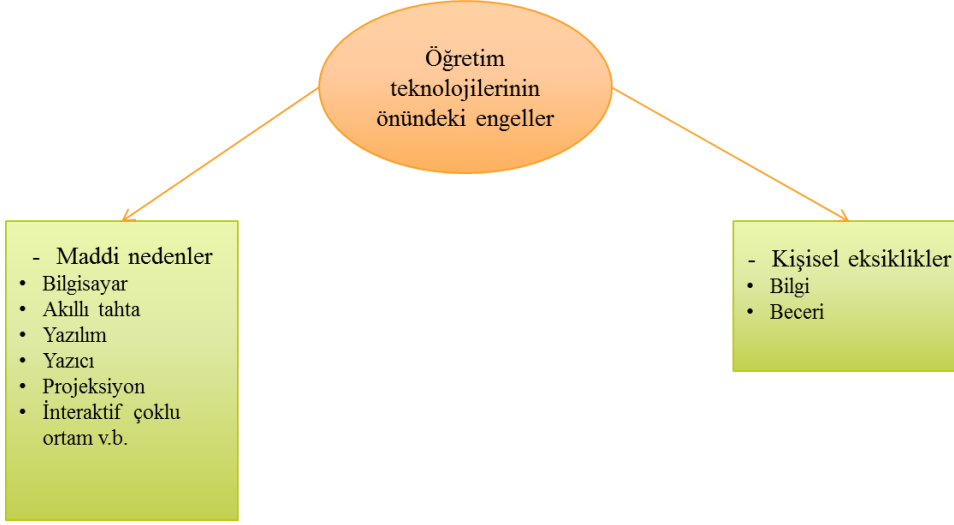 Öğretim
teknolojilerinin
önündeki engeller
- Maddi nedenler
• Bilgisayar
• Akıllı tahta
• Yazılım
• Yazıcı
• Projeksiyon
• İnteraktif çoklu
ortam v.b.
- Kişisel eksiklikler
• Bilgi
• Beceri